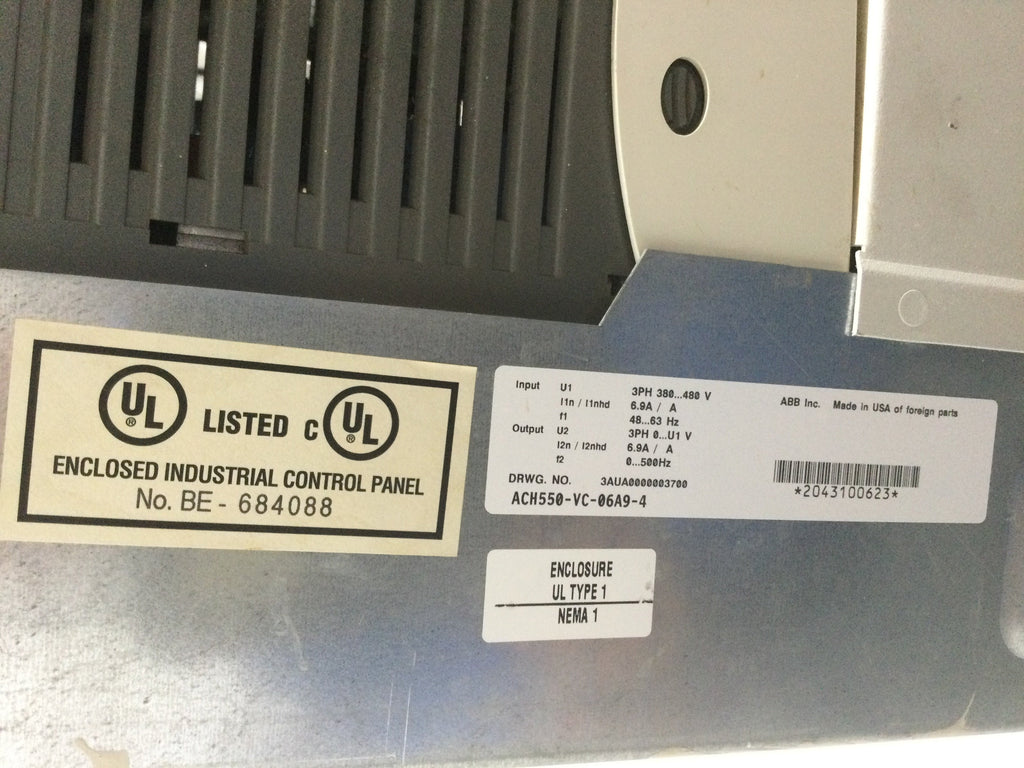 UL ® LISTED C UL ®
ENCLOSED INDUSTRIAL CONTROL PANEL
No. BE - 684088
Input U1 3PH 380...480 V
I1n / I1nhd 6.9A / A
f1 48...63 Hz
Output U2 3PH 0...U1 V
I2n / I2nhd 6.9A / A
f2 0...500Hz
DRWG. NO. 3AUA0000003700
ACH550-VC-06A9-4
ABB Inc. Made in USA of foreign parts
*2043100623*
ENCLOSURE
UL TYPE 1
NEMA 1